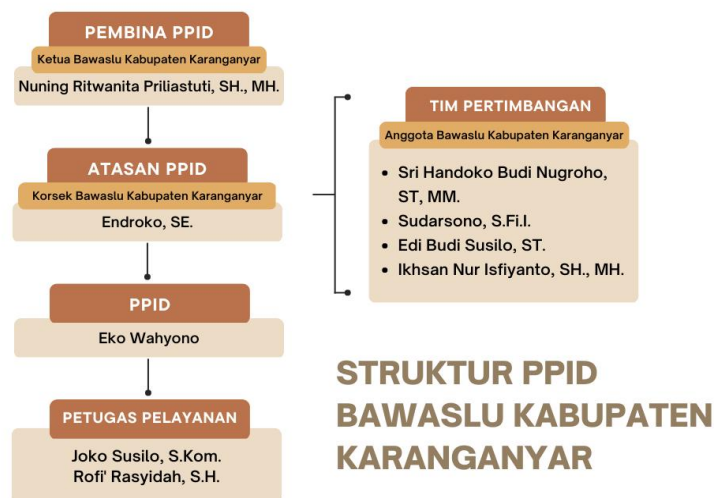 PEMBINA PPID
Ketua Bawaslu Kabupaten Karanganyar
Nuning Ritwanita Priliastuti, SH., MH.
ATASAN PPID
Korsek Bawaslu Kabupaten Karanganyar
Endroko, SE.
PPID
Eko Wahyono
PETUGAS PELAYANAN
Joko Susilo, S.Kom.
Rofi' Rasyidah, S.H.
TIM PERTIMBANGAN
Anggota Bawaslu Kabupaten Karanganyar
• Sri Handoko Budi Nugroho,
ST, MM.
• Sudarsono, S.Fi.I.
• Edi Budi Susilo, ST.
• Ikhsan Nur Isfiyanto, SH., MH.
STRUKTUR PPID
BAWASLU KABUPATEN
KARANGANYAR